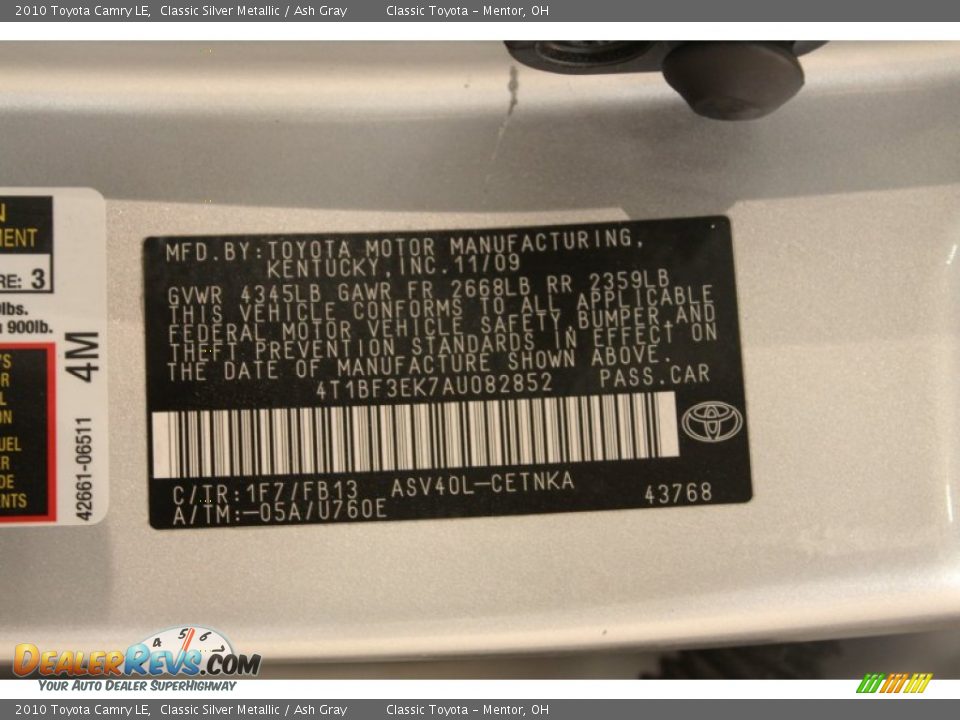 2010 Toyota Camry LE, Classic Silver Metallic / Ash Gray Classic Toyota - Mentor, OH
MFD.BY:TOYOTA MOTOR MANUFACTURING,
KENTUCKY,INC.11/09
GVWR 4345LB GAWR FR 2668LB RR 2359LB
THIS VEHICLE CONFORMS TO ALL APPLICABLE
FEDERAL MOTOR VEHICLE SAFETY,BUMPER AND
THEFT PREVENTION STANDARDS IN EFFECT ON
THE DATE OF MANUFACTURE SHOWN ABOVE.
4T1BF3EK7AU082852 PASS.CAR
C/TR:1F7/FB13 ASV40L-CETNKA
A/TM:-05A/U760E 43768
3
lbs.
900lb.
4M
42661-06511
4 5 6
DealerRevs.com
Your Auto Dealer SuperHighway
2010 Toyota Camry LE, Classic Silver Metallic / Ash Gray Classic Toyota - Mentor, OH